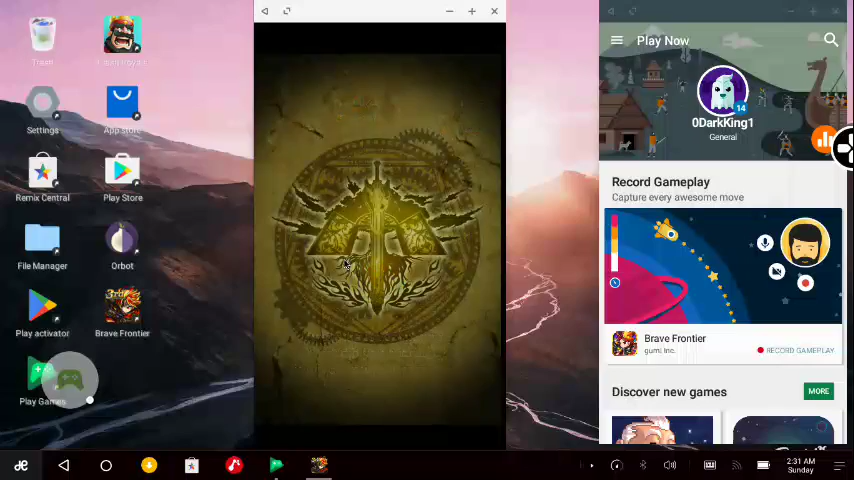 Trash
Settings
App store
Remix Central
Play Store
File Manager
Orbot
Play activator
Brave Frontier
Play Games
Play Now
14
0DarkKing1
General
Record Gameplay
Capture every awesome move
Brave Frontier
gumi Inc.
RECORD GAMEPLAY
Discover new games
MORE
2:31 AM
Sunday